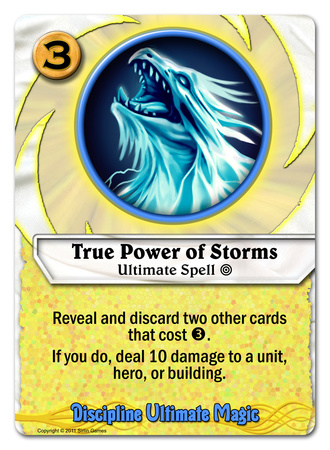 3
True Power of Storms
Ultimate Spell
Reveal and discard two other cards
that cost 3.
If you do, deal 10 damage to a unit,
hero, or building.
Discipline Ultimate Magic
Copyright © 2011 Sirlin Games